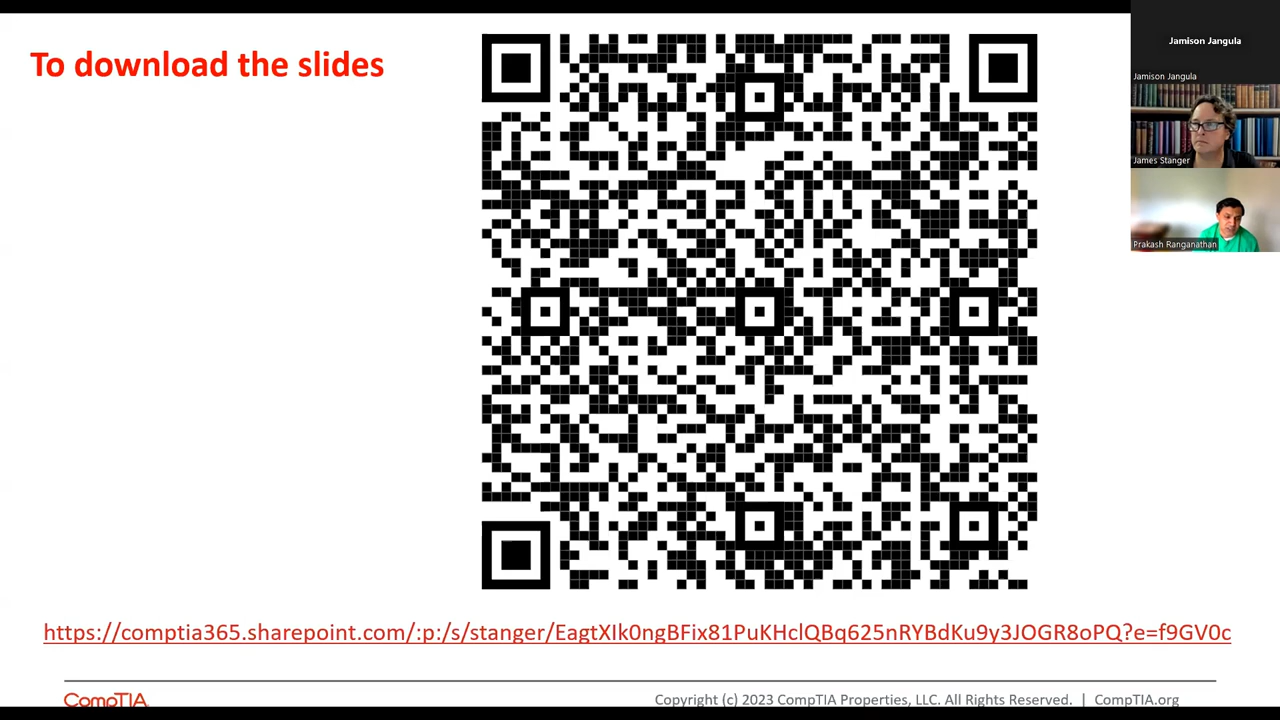 To download the slides
Jamison Jangula
Jamison Jangula
James Stanger
Prakash Ranganathan
https://comptia365.sharepoint.com/:p:/s/stanger/EagtXIk0ngBFix81PuKHclQBq625nRYBdKu9y3JOGR8oPQ?e=f9GV0c
CompTIA.
Copyright (c) 2023 CompTIA Properties, LLC. All Rights Reserved. | CompTIA.org